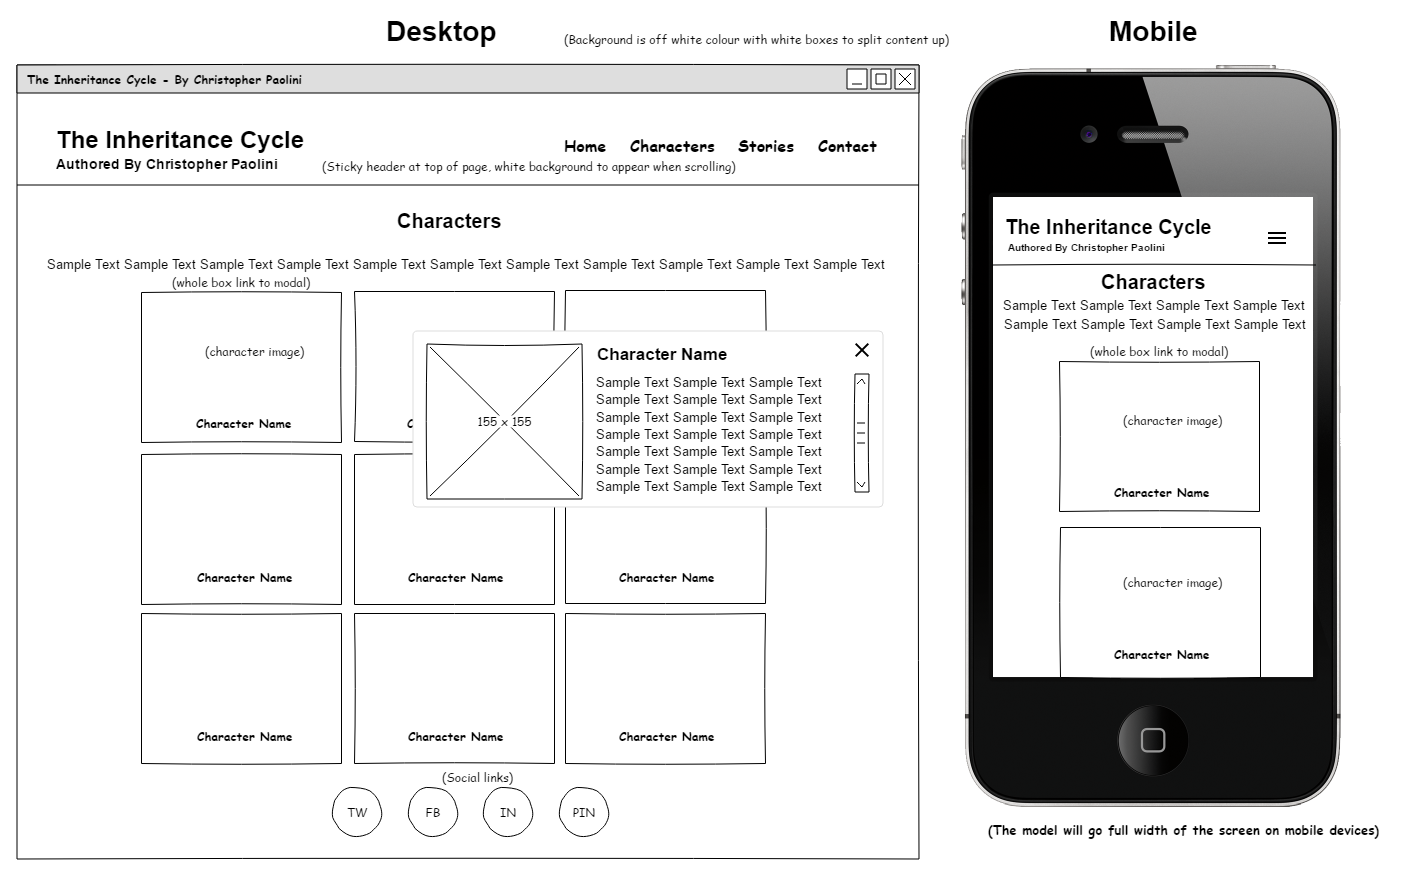 Desktop
(Background is off white colour with white boxes to split content up)
Mobile
The Inheritance Cycle - By Christopher Paolini
The Inheritance Cycle
Authored By Christopher Paolini
Home Characters Stories Contact
(Sticky header at top of page, white background to appear when scrolling)
Characters
Sample Text Sample Text Sample Text Sample Text Sample Text Sample Text Sample Text Sample Text Sample Text Sample Text Sample Text
(whole box link to modal)
(character image)
Character Name
C
155 x 155
Character Name
Sample Text Sample Text Sample Text
Sample Text Sample Text Sample Text
Sample Text Sample Text Sample Text
Sample Text Sample Text Sample Text
Sample Text Sample Text Sample Text
Sample Text Sample Text Sample Text
Sample Text Sample Text Sample Text
Character Name Character Name Character Name
Character Name Character Name Character Name
(Social links)
TW FB IN PIN
The Inheritance Cycle
Authored By Christopher Paolini
Characters
Sample Text Sample Text Sample Text Sample Text
Sample Text Sample Text Sample Text Sample Text
(whole box link to modal)
(character image)
Character Name
(character image)
Character Name
(The model will go full width of the screen on mobile devices)